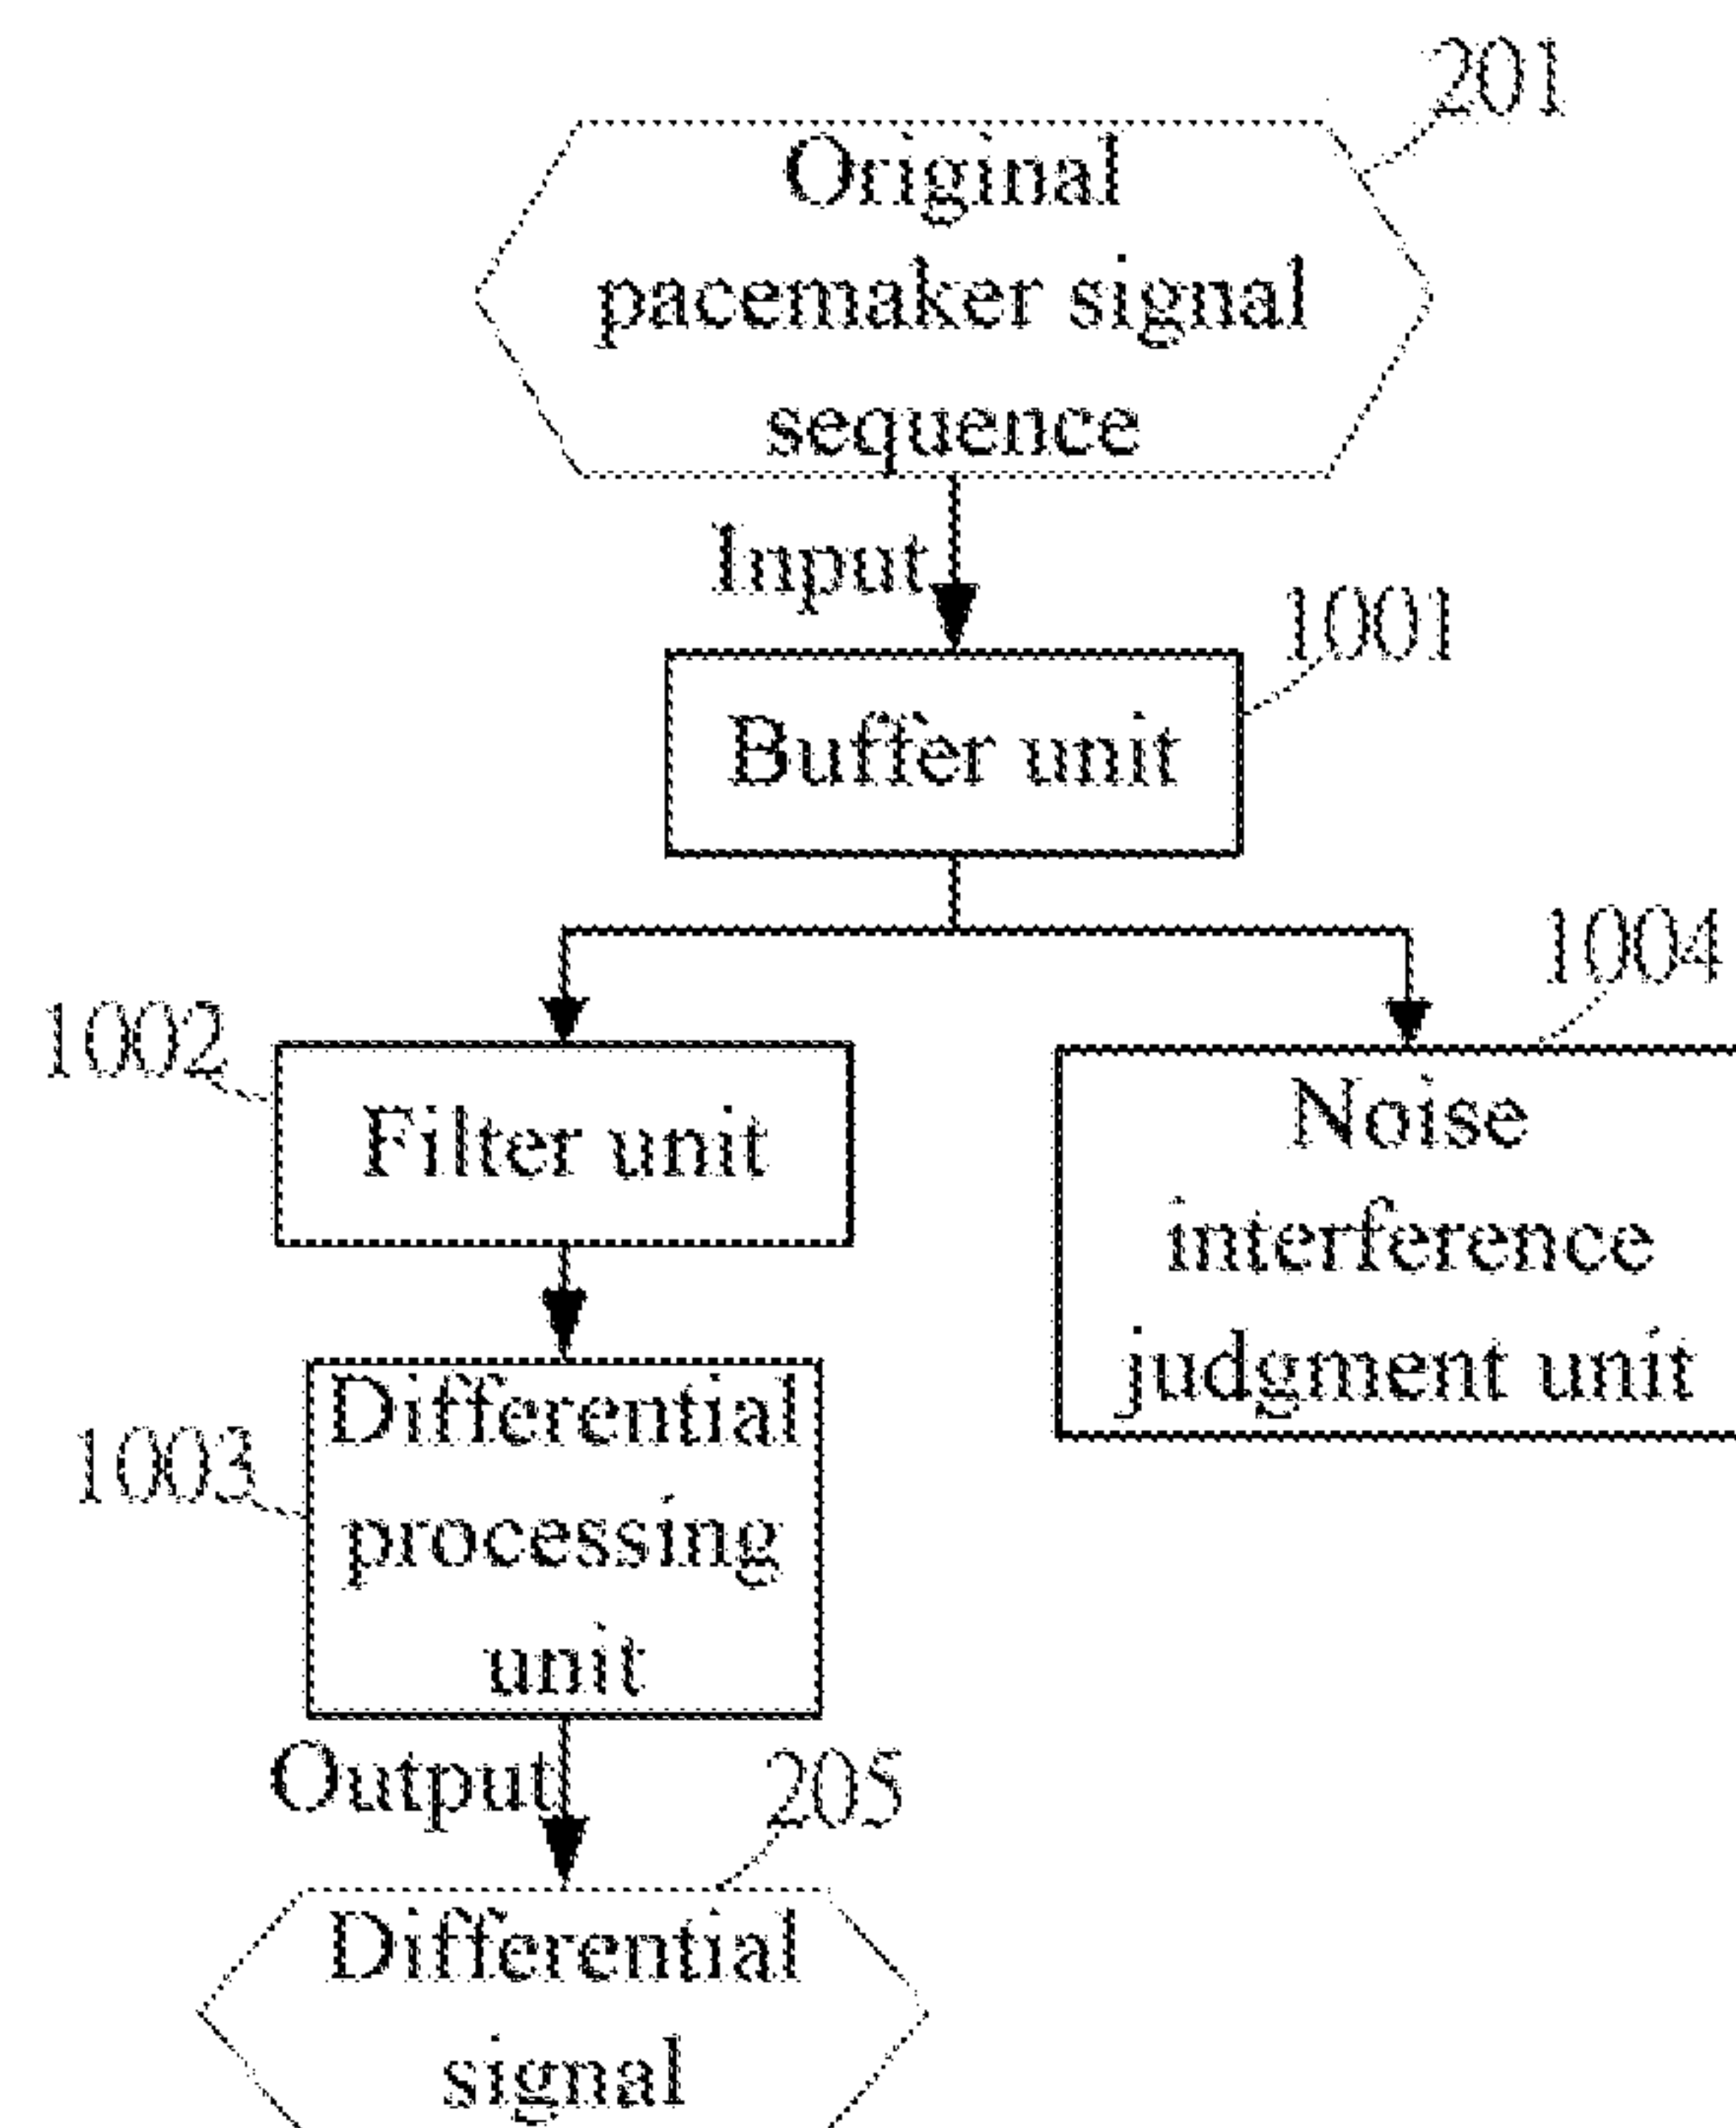 201
Original
pacemaker signal
sequence
Input
1001
Buffer unit
1004
1002
Filter unit
Noise
interference
judgment unit
1003
Differential
processing
unit
Output
205
Differential
signal